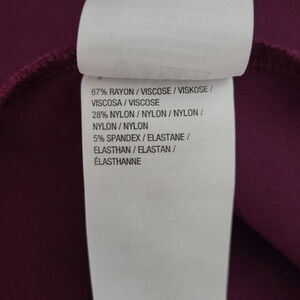 67% RAYON / VISCOSE / VISKOSE /
VISCOSA / VISCOSE
28% NYLON / NYLON / NYLON /
NYLON / NYLON
5% SPANDEX / ELASTANE /
ELASTHAN / ELASTAN /
ÉLASTHANNE